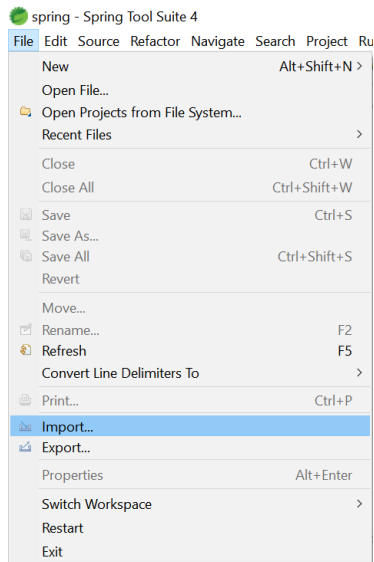 spring - Spring Tool Suite 4
File Edit Source Refactor Navigate Search Project Ru
New Alt+Shift+N >
Open File...
Open Projects from File System...
Recent Files >
Close Ctrl+W
Close All Ctrl+Shift+W
Save Ctrl+S
Save As...
Save All Ctrl+Shift+S
Revert
Move...
Rename... F2
Refresh F5
Convert Line Delimiters To >
Print... Ctrl+P
Import...
Export...
Properties Alt+Enter
Switch Workspace >
Restart
Exit